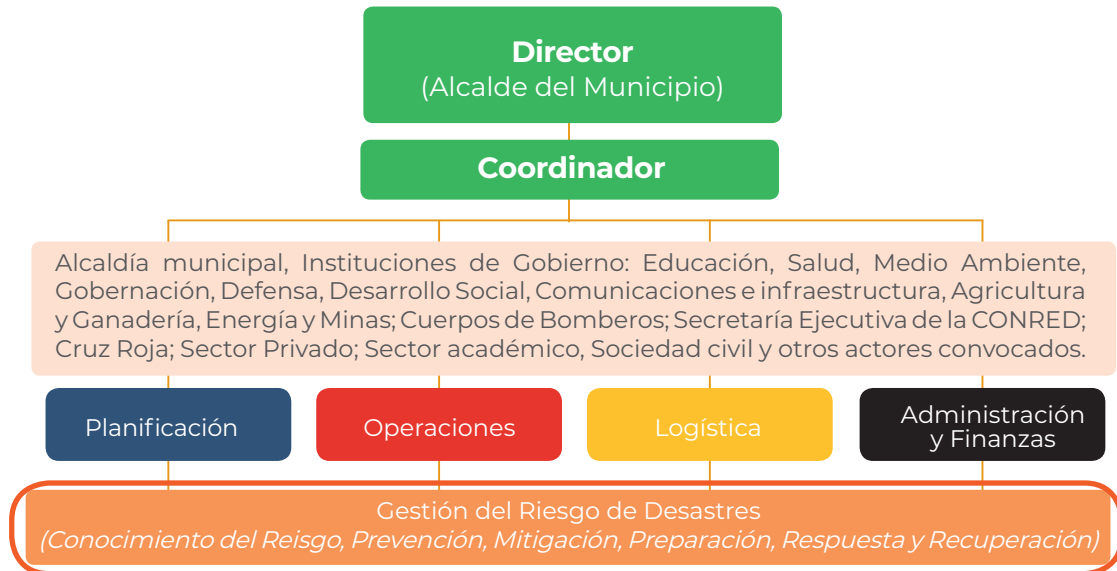 Director
(Alcalde del Municipio)
Coordinador
Alcaldía municipal, Instituciones de Gobierno: Educación, Salud, Medio Ambiente,
Gobernación, Defensa, Desarrollo Social, Comunicaciones e infraestructura, Agricultura
y Ganadería, Energía y Minas; Cuerpos de Bomberos; Secretaría Ejecutiva de la CONRED;
Cruz Roja; Sector Privado; Sector académico, Sociedad civil y otros actores convocados.
Planificación
Operaciones
Logística
Administración
y Finanzas
Gestión del Riesgo de Desastres
(Conocimiento del Reisgo, Prevención, Mitigación, Preparación, Respuesta y Recuperación)